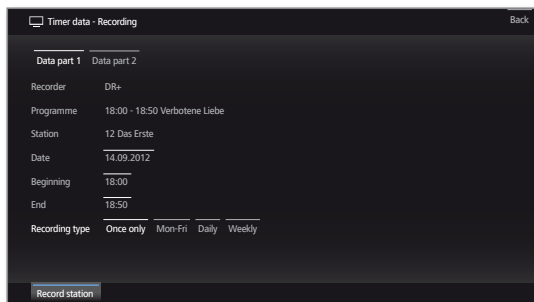 Timer data - Recording Back
Data part 1 Data part 2
Recorder DR+
Programme 18:00 - 18:50 Verbotene Liebe
Station 12 Das Erste
Date 14.09.2012
Beginning 18:00
End 18:50
Recording type Once only Mon-Fri Daily Weekly
Record station